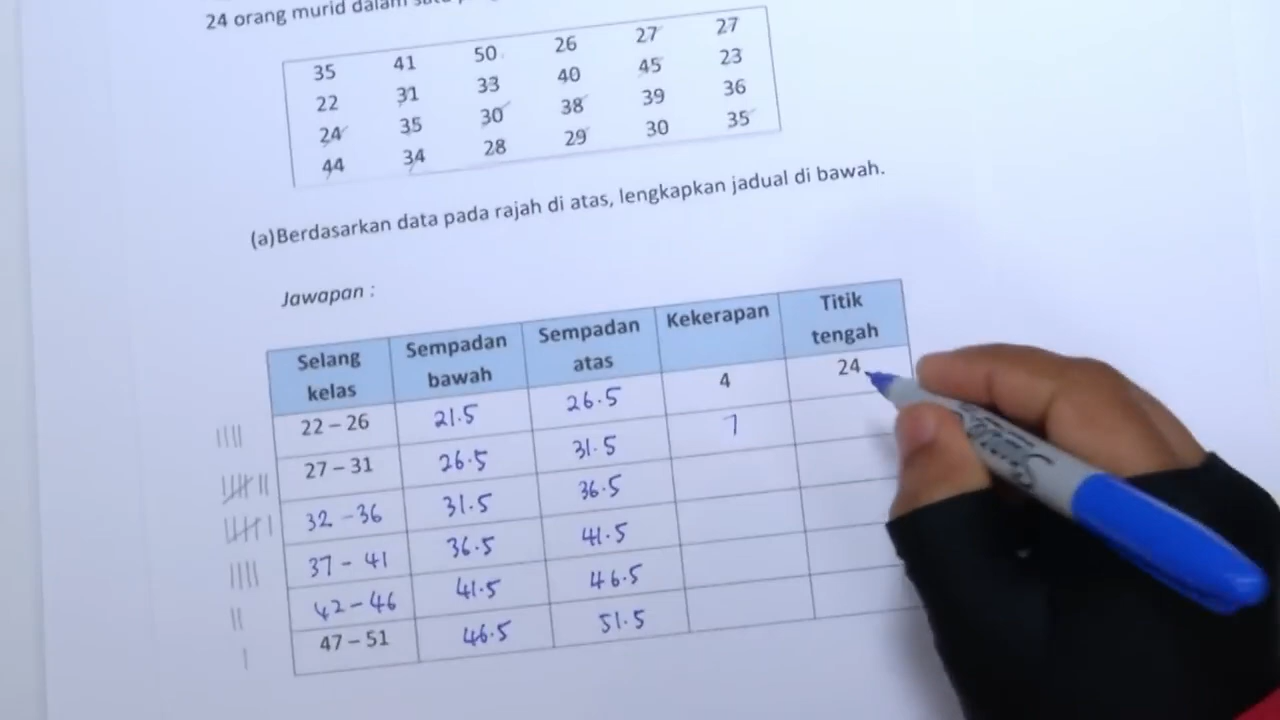 24 orang murid dalam
35 41 50 26 27 27
22 31 33 40 45 23
24 35 30 38 39 36
44 34 28 29 30 35
(a)Berdasarkan data pada rajah di atas, lengkapkan jadual di bawah.
Jawapan :
Selang kelas Sempadan bawah Sempadan atas Kekerapan Titik tengah
22 – 26 21.5 26.5 4 24
27 – 31 26.5 31.5 7
32 - 36 31.5 36.5
37 - 41 36.5 41.5
42 - 46 41.5 46.5
47 – 51 46.5 51.5